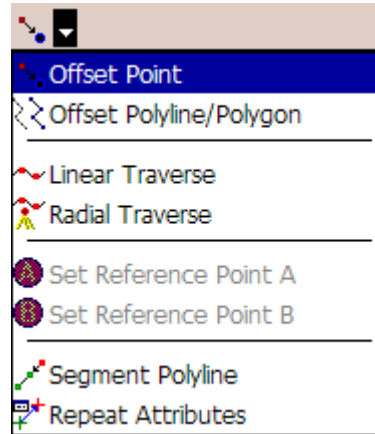 Offset Point
Offset Polyline/Polygon
Linear Traverse
Radial Traverse
A Set Reference Point A
B Set Reference Point B
Segment Polyline
Repeat Attributes